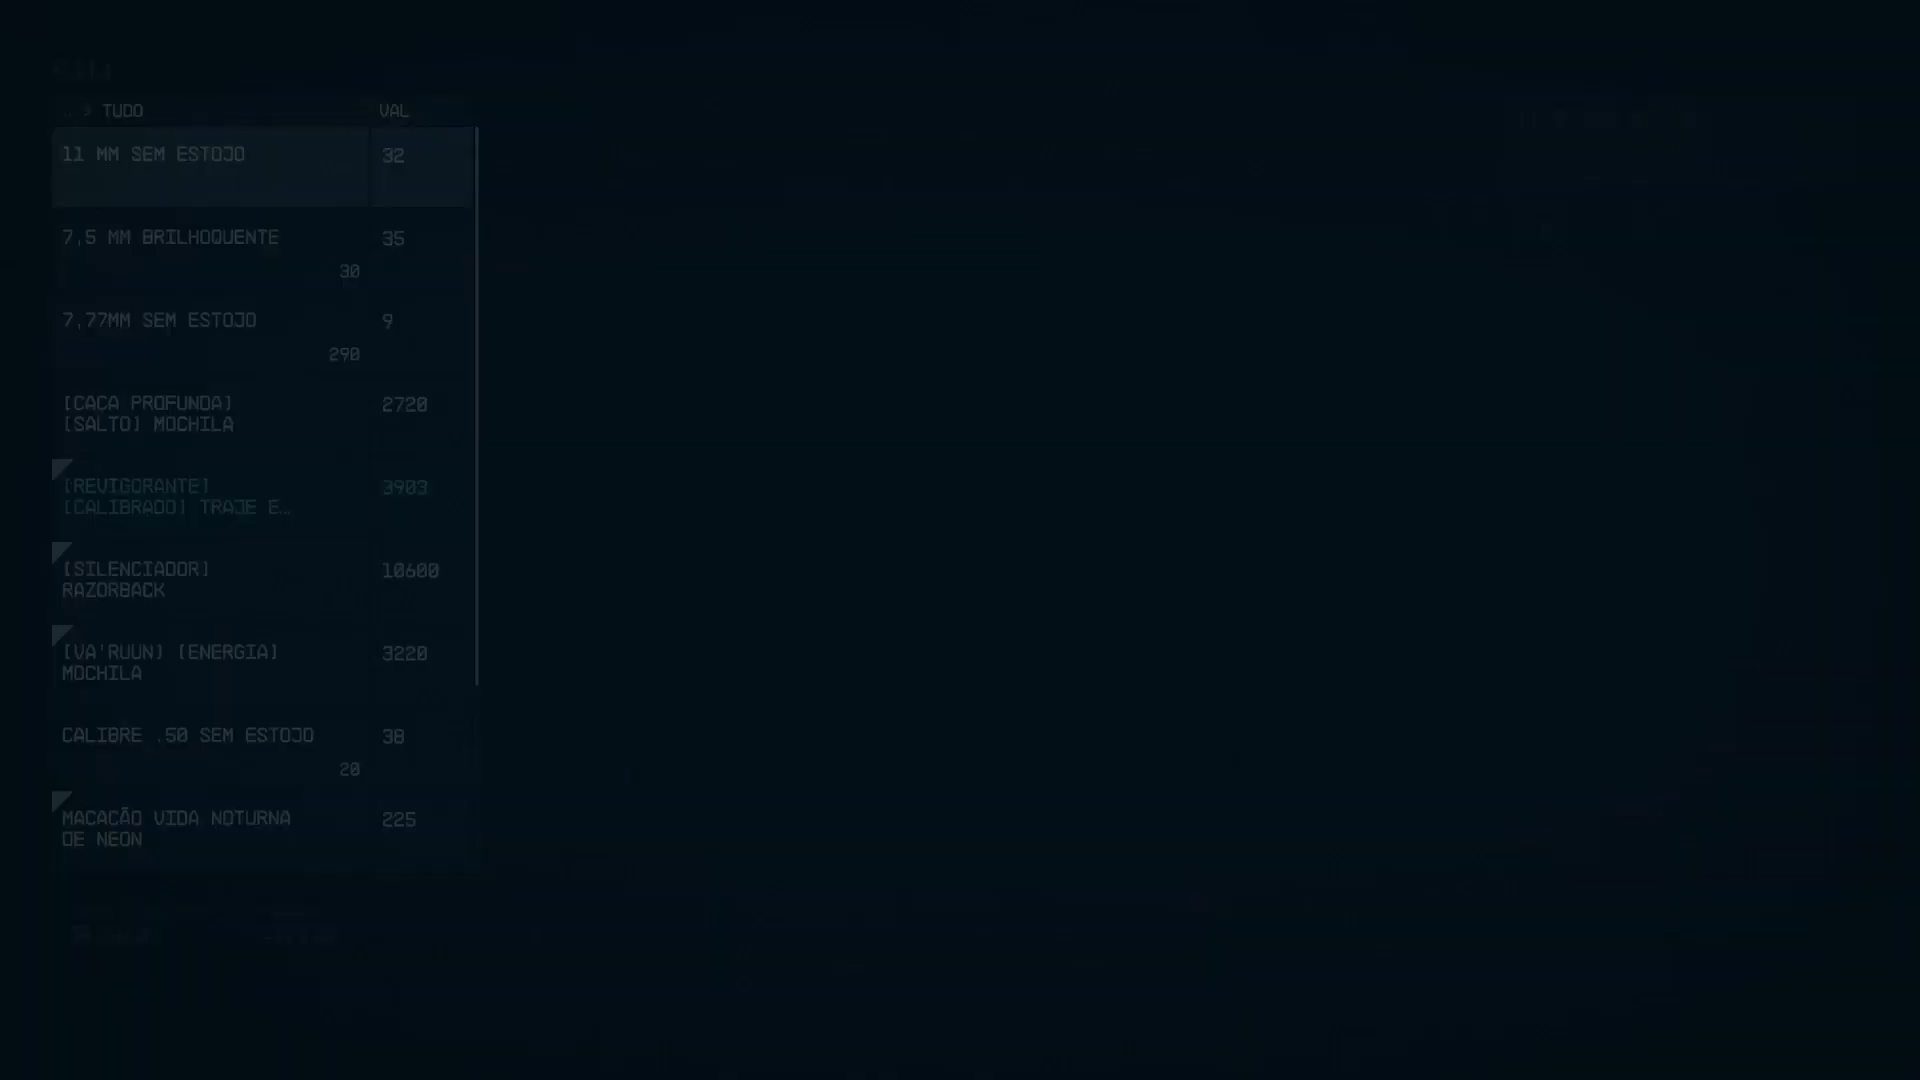 .. > TUDO VAL
11 MM SEM ESTOJO 32
7,5 MM BRILHOQUENTE 35
30
7,77MM SEM ESTOJO 9
290
[CAÇA PROFUNDA] 2720
[SALTO] MOCHILA
[REVIGORANTE] 3903
[CALIBRADO] TRAJE E…
[SILENCIADOR] 10600
RAZORBACK
[VA'RUUN] [ENERGIA] 3220
MOCHILA
CALIBRE .50 SEM ESTOJO 38
20
MACACÃO VIDA NOTURNA 225
DE NEON